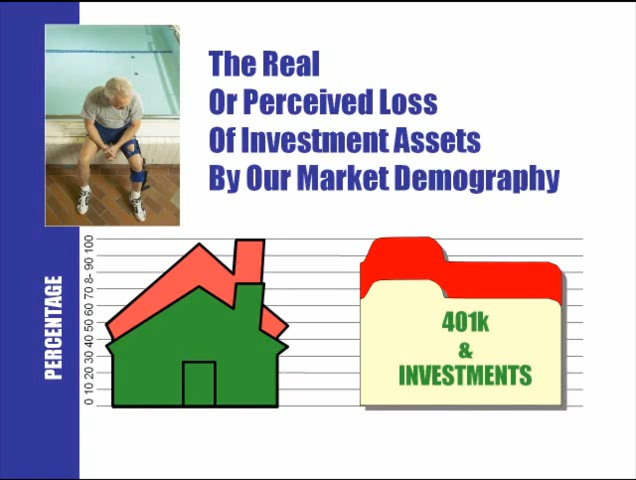 The Real
Or Perceived Loss
Of Investment Assets
By Our Market Demography
PERCENTAGE
0 10 20 30 40 50 60 70 8- 90 100
401k
&
INVESTMENTS